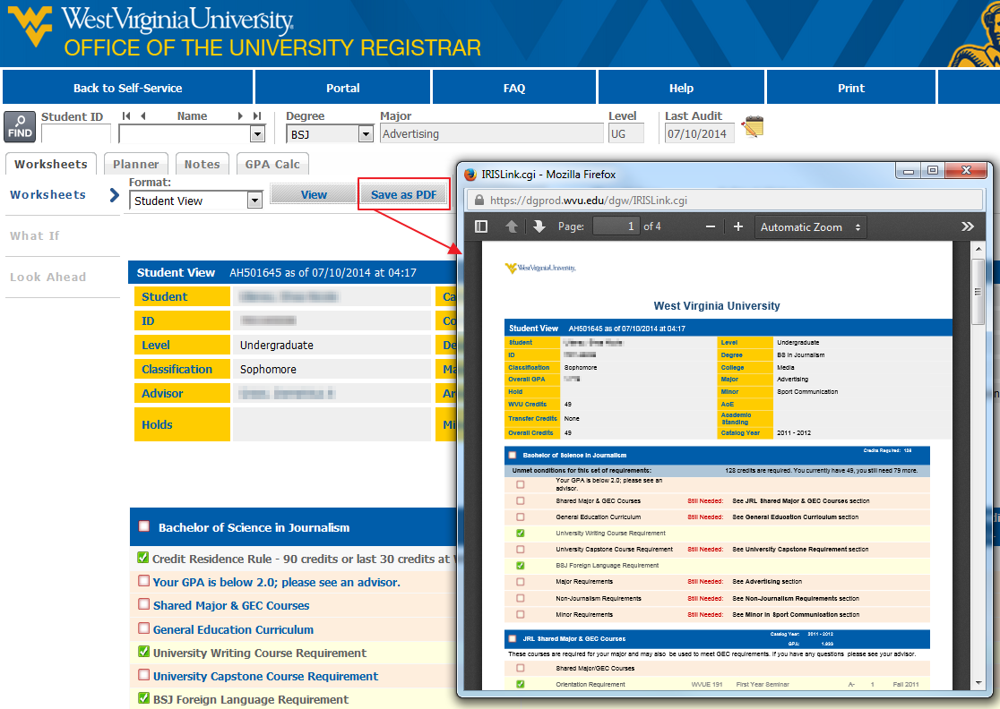 West Virginia University.
OFFICE OF THE UNIVERSITY REGISTRAR
Back to Self-Service Portal FAQ Help Print
FIND Student ID Name Degree Major Level Last Audit
BSJ Advertising UG 07/10/2014
Worksheets Planner Notes GPA Calc
Worksheets
What If
Look Ahead
Format:
Student View View Save as PDF
Student View AH501645 as of 07/10/2014 at 04:17
Student Ca
ID Co
Level Undergraduate De
Classification Sophomore Ma
Advisor Ar
Holds Mi
Bachelor of Science in Journalism
Credit Residence Rule - 90 credits or last 30 credits at
Your GPA is below 2.0; please see an advisor.
Shared Major & GEC Courses
General Education Curriculum
University Writing Course Requirement
University Capstone Course Requirement
BSJ Foreign Language Requirement
IRISLink.cgi - Mozilla Firefox
https://dgprod.wvu.edu/dgw/IRISLink.cgi
Page: 1 of 4 Automatic Zoom
West Virginia University.
West Virginia University
Student View AH501645 as of 07/10/2014 at 04:17
Student Level Undergraduate
ID Degree BS in Journalism
Classification Sophomore College Media
Overall GPA Major Advertising
Hold Minor Sport Communication
WVU Credits 49 AoE
Transfer Credits None Academic Standing
Overall Credits 49 Catalog Year 2011 - 2012
Bachelor of Science in Journalism Credits Required: 128
Unmet conditions for this set of requirements: 128 credits are required. You currently have 49, you still need 79 more.
Your GPA is below 2.0; please see an
advisor.
Shared Major & GEC Courses Still Needed: See JRL Shared Major & GEC Courses section
General Education Curriculum Still Needed: See General Education Curriculum section
University Writing Course Requirement
University Capstone Course Requirement Still Needed: See University Capstone Requirement section
BSJ Foreign Language Requirement
Major Requirements Still Needed: See Advertising section
Non-Journalism Requirements Still Needed: See Non-Journalism Requirements section
Minor Requirements Still Needed: See Minor in Sport Communication section
JRL Shared Major & GEC Courses Catalog Year: 2011 - 2012
GPA: 1.933
These courses are required for your major and may also be used to meet GEC requirements. If you have any questions please see your advisor.
Shared Major/GEC Courses
Orientation Requirement WVUE 191 First Year Seminar A- 1 Fall 2011